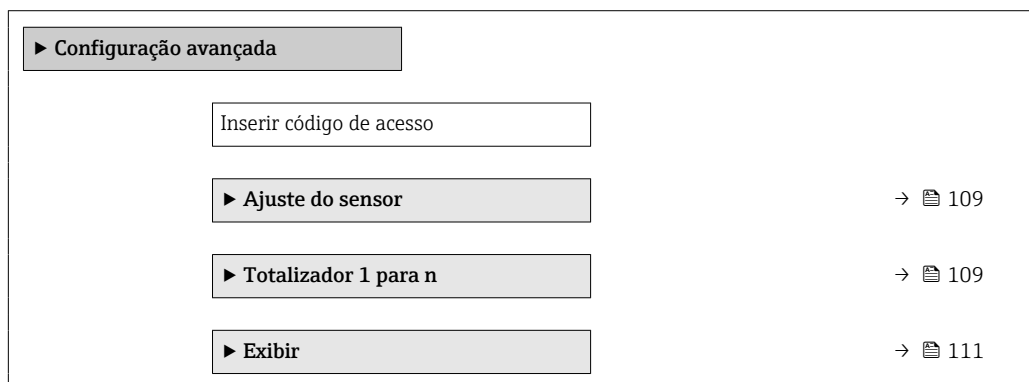 ▶ Configuração avançada
Inserir código de acesso
▶ Ajuste do sensor → 109
▶ Totalizador 1 para n → 109
▶ Exibir → 111